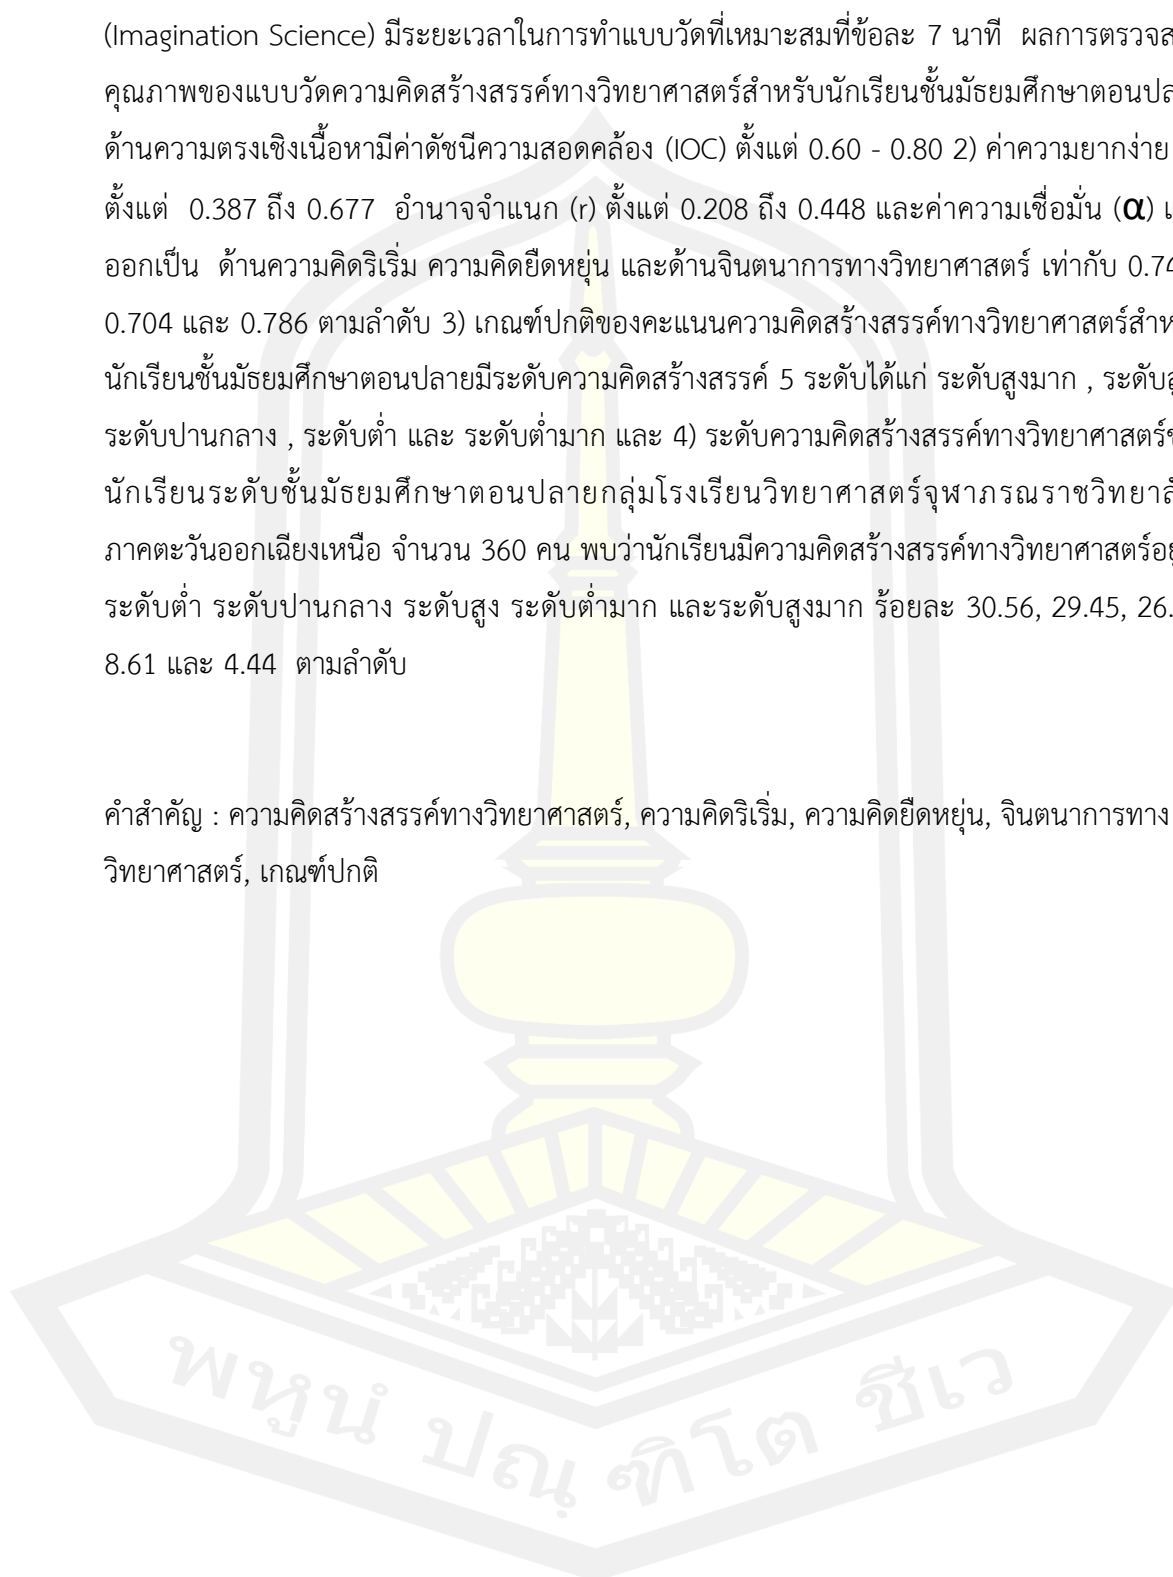 (Imagination Science) มีระยะเวลาในการทำแบบวัดที่เหมาะสมที่ข้อละ 7 นาที ผลการตรวจส
คุณภาพของแบบวัดความคิดสร้างสรรค์ทางวิทยาศาสตร์สำหรับนักเรียนชั้นมัธยมศึกษาตอนปล
ด้านความตรงเชิงเนื้อหามีค่าดัชนีความสอดคล้อง (IOC) ตั้งแต่ 0.60 - 0.80 2) ค่าความยากง่าย
ตั้งแต่ 0.387 ถึง 0.677 อำนาจจำแนก (r) ตั้งแต่ 0.208 ถึง 0.448 และค่าความเชื่อมั่น (α)
ออกเป็น ด้านความคิดริเริ่ม ความคิดยืดหยุ่น และด้านจินตนาการทางวิทยาศาสตร์ เท่ากับ
0.704 และ 0.786 ตามลำดับ 3) เกณฑ์ปกติของคะแนนความคิดสร้างสรรค์ทางวิทยาศาสตร์สำห
นักเรียนชั้นมัธยมศึกษาตอนปลายมีระดับความคิดสร้างสรรค์ 5 ระดับได้แก่ ระดับสูงมาก , ระดับ
ระดับปานกลาง , ระดับต่ำ และ ระดับต่ำมาก และ 4) ระดับความคิดสร้างสรรค์ทางวิทยาศาสตร์
นักเรียนระดับชั้นมัธยมศึกษาตอนปลายกลุ่มโรงเรียนวิทยาศาสตร์จุฬาภรณราชวิทยาล
ภาคตะวันออกเฉียงเหนือ จำนวน 360 คน พบว่านักเรียนมีความคิดสร้างสรรค์ทางวิทยาศาสตร์อยู
ระดับต่ำ ระดับปานกลาง ระดับสูง ระดับต่ำมาก และระดับสูงมาก ร้อยละ 30.56, 29.45, 26.
8.61 และ 4.44 ตามลำดับ
คำสำคัญ : ความคิดสร้างสรรค์ทางวิทยาศาสตร์, ความคิดริเริ่ม, ความคิดยืดหยุ่น, จินตนาการทาง
วิทยาศาสตร์, เกณฑ์ปกติ
พหูนํ ปณฺฑิโต ชีเว